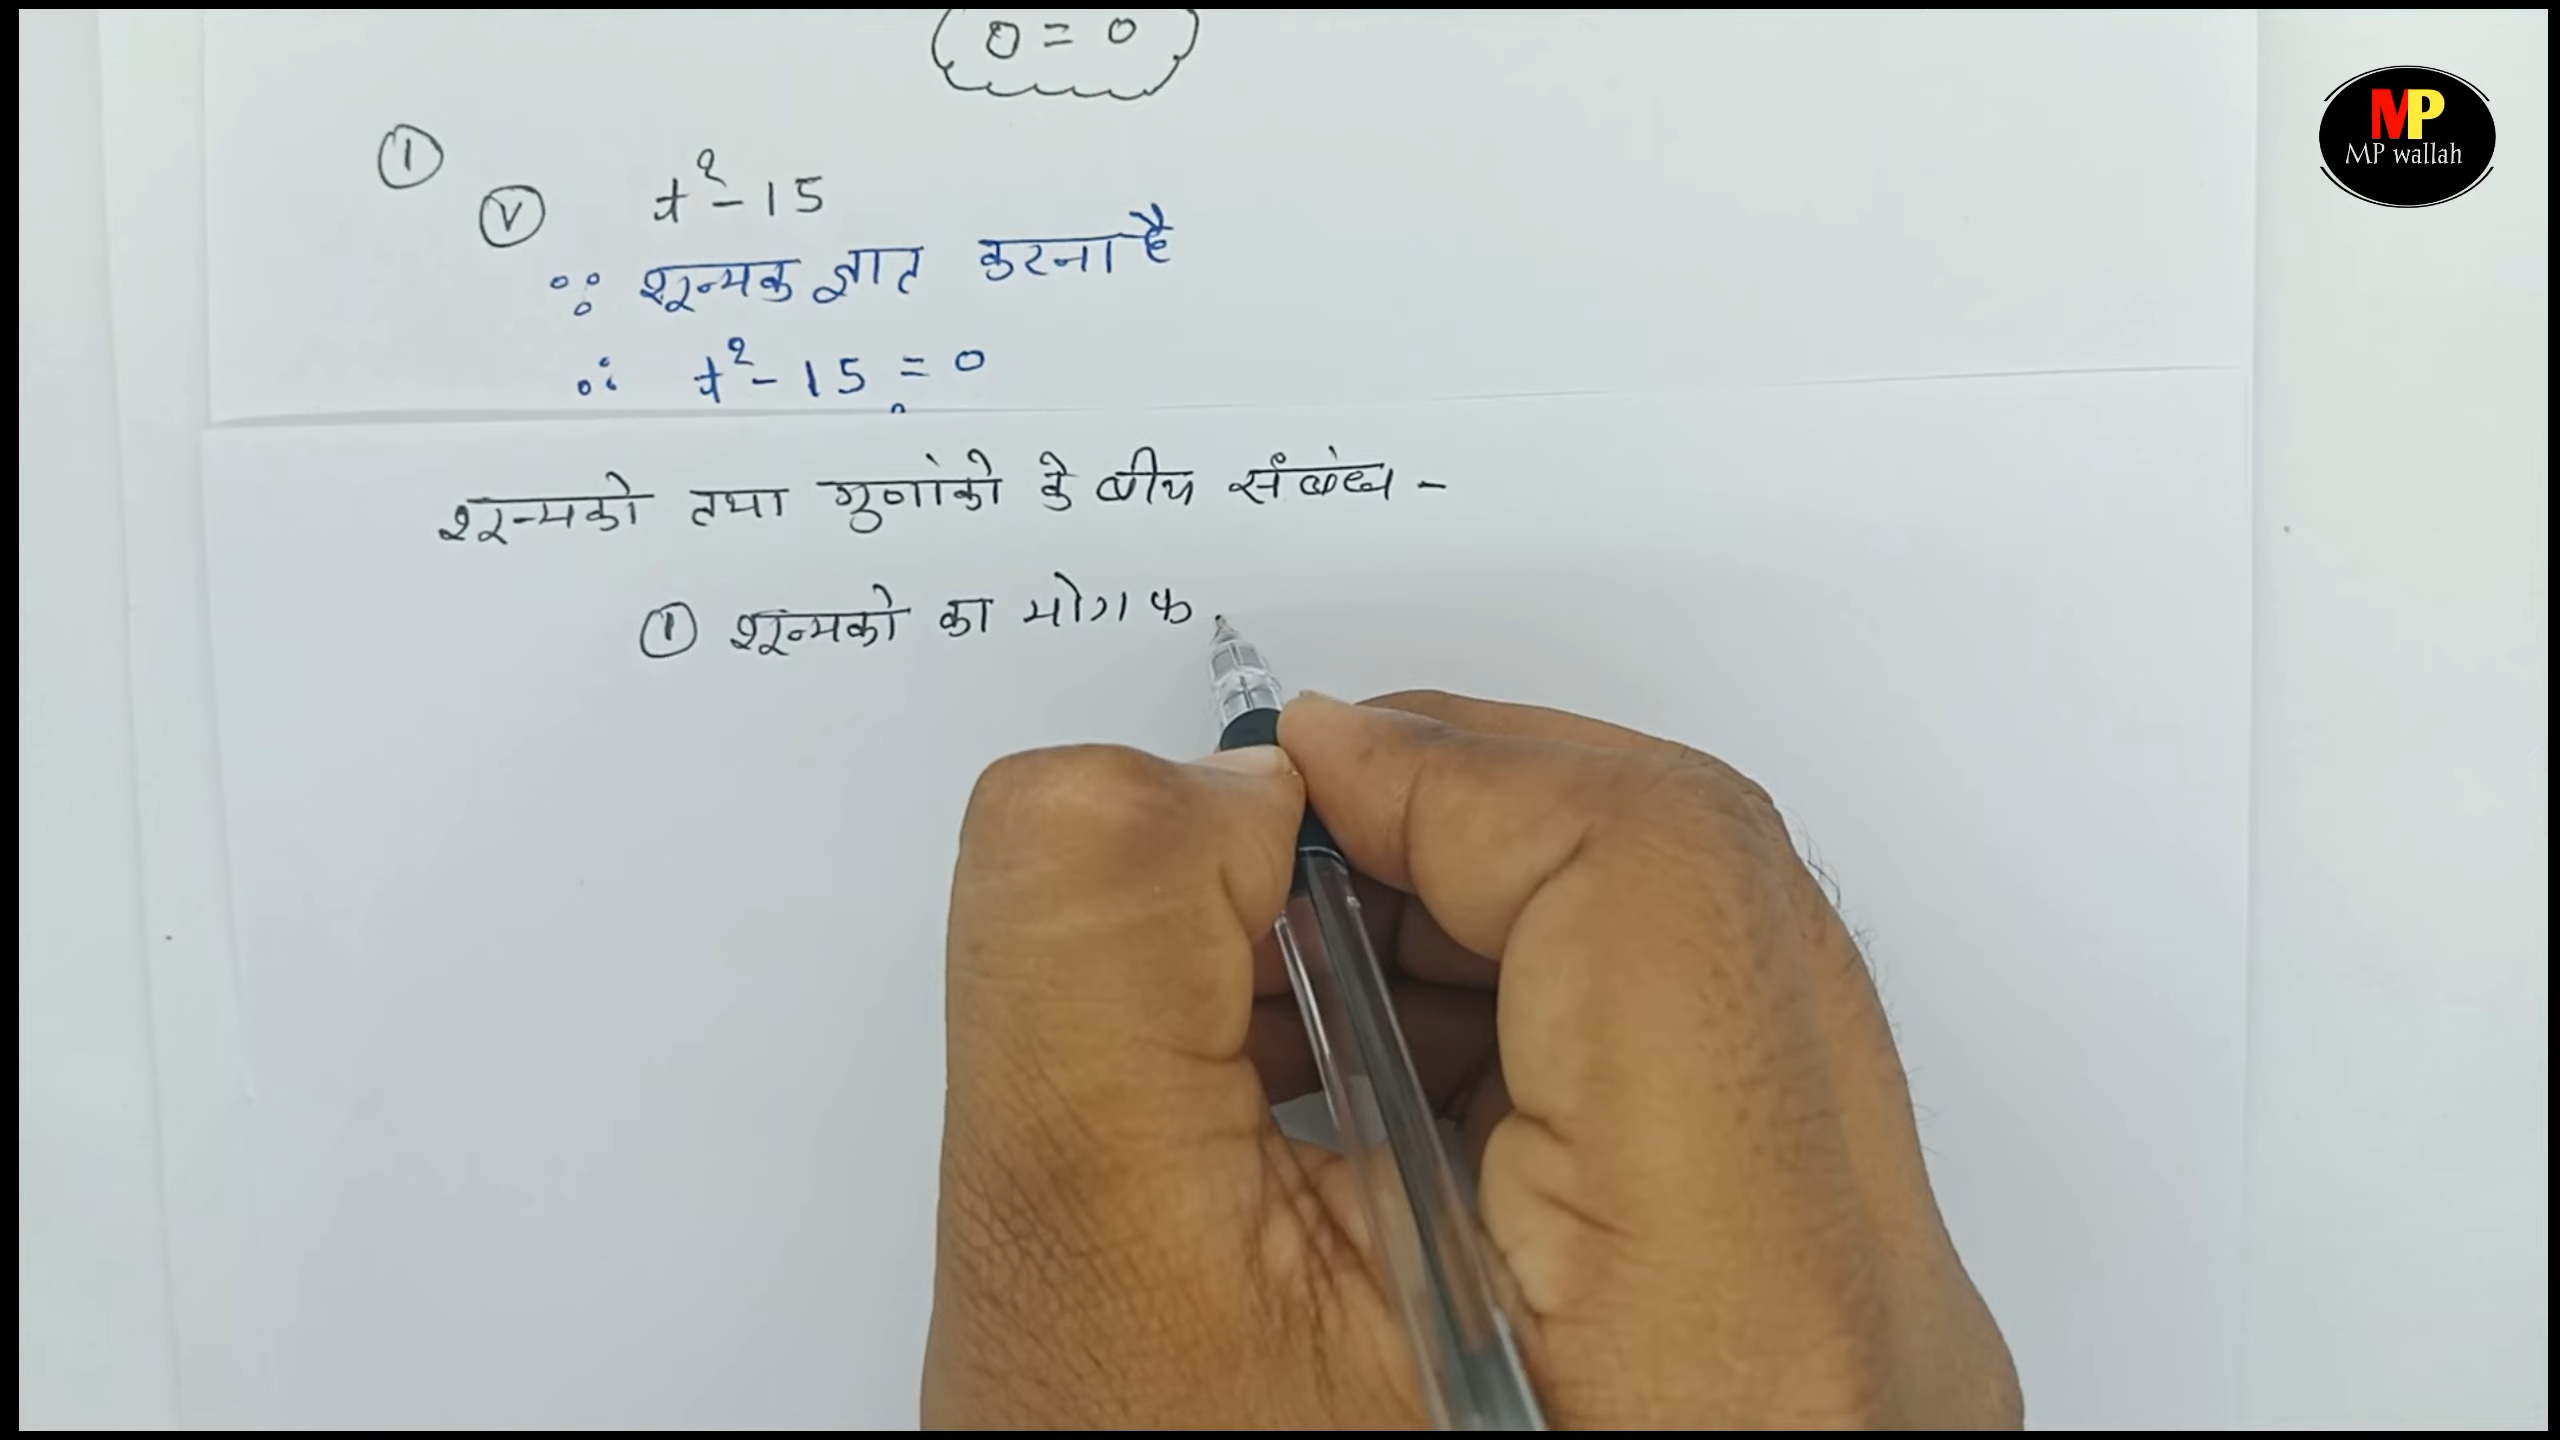 0 = 0
①
Ⓥ t² - 15
∵ शून्यक ज्ञात करना है
∴ t² - 15 = 0
शून्यको तथा गुणांको के बीच संबंध -
① शून्यको का योगफ
MP
MP wallah